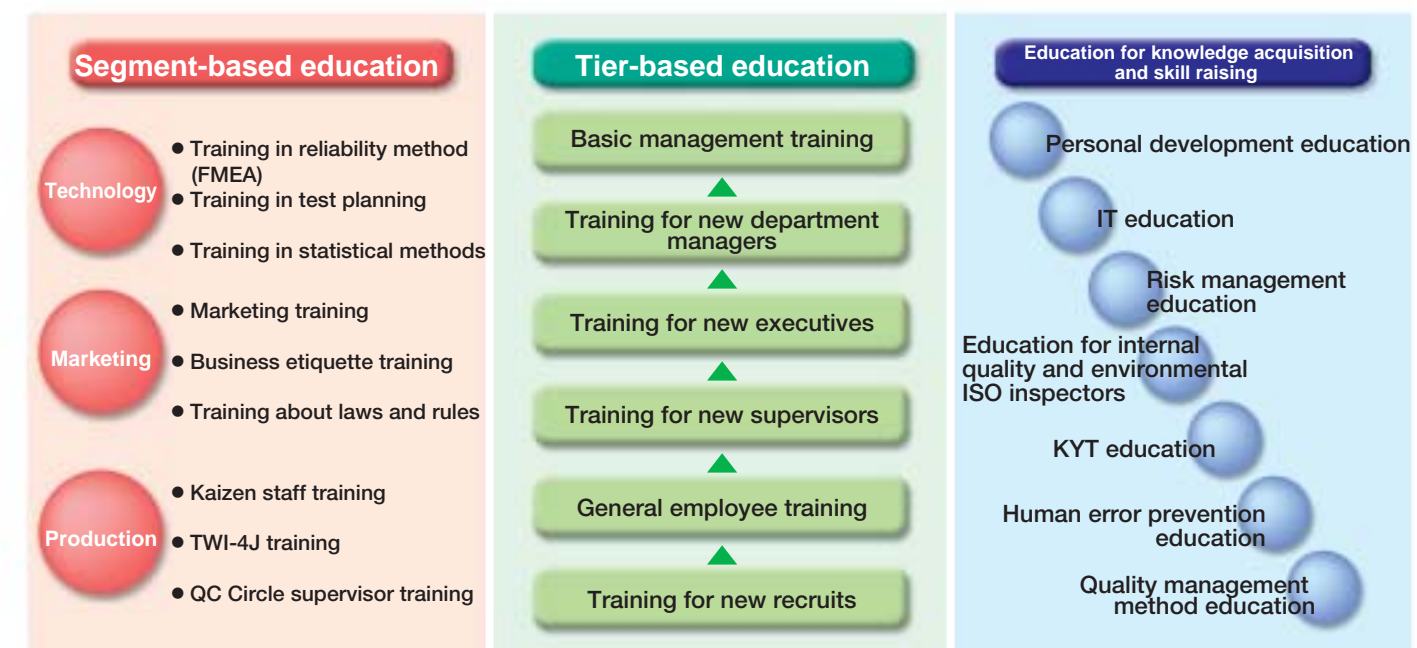 Segment-based education
Technology
● Training in reliability method
(FMEA)
● Training in test planning
● Training in statistical methods
Marketing
● Marketing training
● Business etiquette training
● Training about laws and rules
Production
● Kaizen staff training
● TWI-4J training
● QC Circle supervisor training
Tier-based education
Basic management training
Training for new department
managers
Training for new executives
Training for new supervisors
General employee training
Training for new recruits
Education for knowledge acquisition
and skill raising
Personal development education
IT education
Risk management
education
Education for internal
quality and environmental
ISO inspectors
KYT education
Human error prevention
education
Quality management
method education